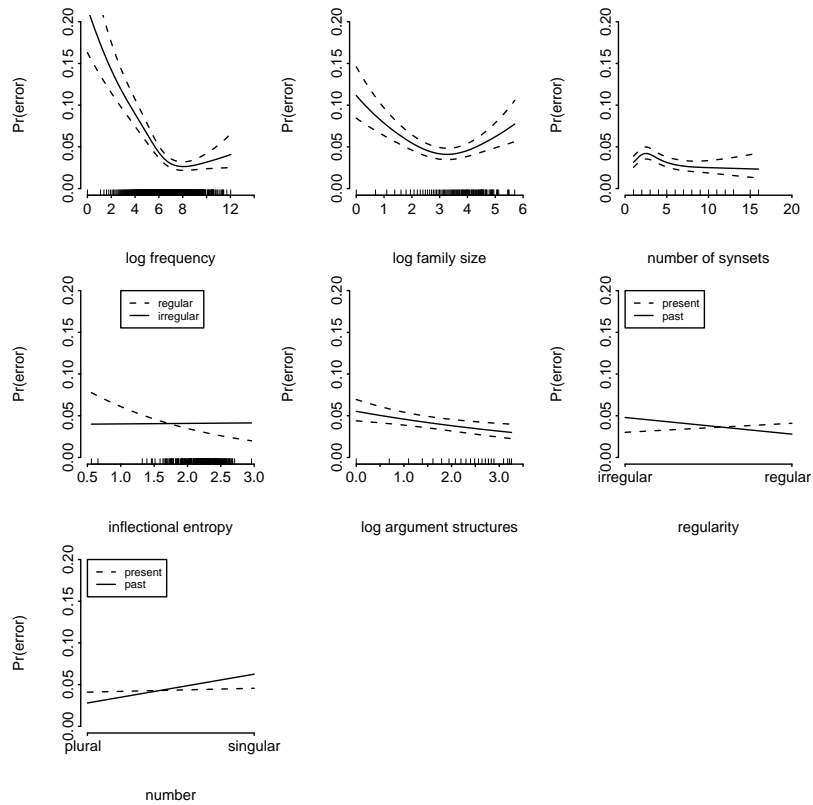 Pr(error)
0.00 0.05 0.10 0.15 0.20
0 2 4 6 8 12
log frequency
Pr(error)
0.00 0.05 0.10 0.15 0.20
0 1 2 3 4 5 6
log family size
Pr(error)
0.00 0.05 0.10 0.15 0.20
0 5 10 15 20
number of synsets
Pr(error)
0.00 0.05 0.10 0.15 0.20
regular
irregular
0.5 1.0 1.5 2.0 2.5 3.0
inflectional entropy
Pr(error)
0.00 0.05 0.10 0.15 0.20
0.0 1.0 2.0 3.0
log argument structures
Pr(error)
0.00 0.05 0.10 0.15 0.20
present
past
irregular regular
regularity
Pr(error)
0.00 0.05 0.10 0.15 0.20
present
past
plural singular
number